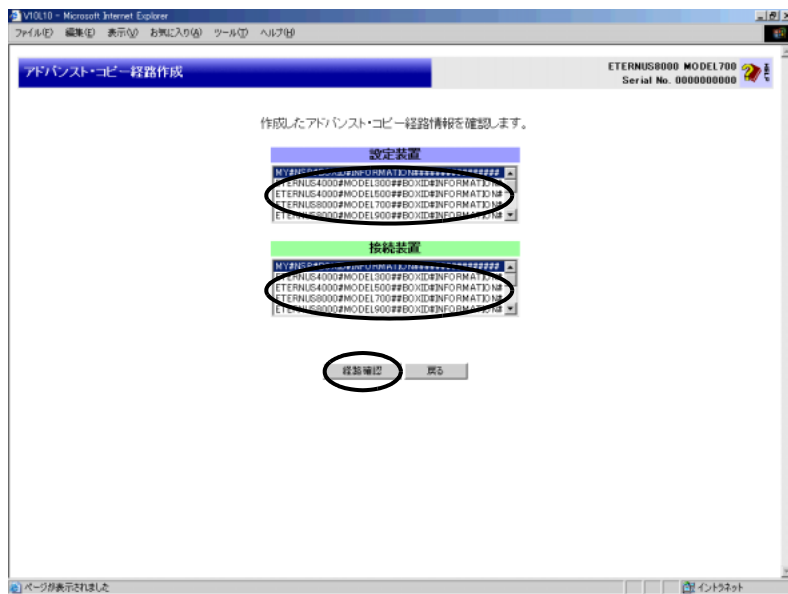 V10L10 - Microsoft Internet Explorer
ファイル(F) 編集(E) 表示(V) お気に入り(A) ツール(T) ヘルプ(H)
アドバンスト・コピー経路作成
ETERNUS8000 MODEL700
Serial No. 0000000000
作成したアドバンスト・コピー経路情報を確認します。
設定装置
ETERNUS4000#MODEL300##BOXID#INFORMATION#
ETERNUS4000#MODEL500##BOXID#INFORMATION#
ETERNUS8000#MODEL700##BOXID#INFORMATION#
ETERNUS8000#MODEL900##BOXID#INFORMATION#
接続装置
ETERNUS4000#MODEL300##BOXID#INFORMATION#
ETERNUS4000#MODEL500##BOXID#INFORMATION#
ETERNUS8000#MODEL700##BOXID#INFORMATION#
ETERNUS8000#MODEL900##BOXID#INFORMATION#
経路確認 戻る
ページが表示されました イントラネット